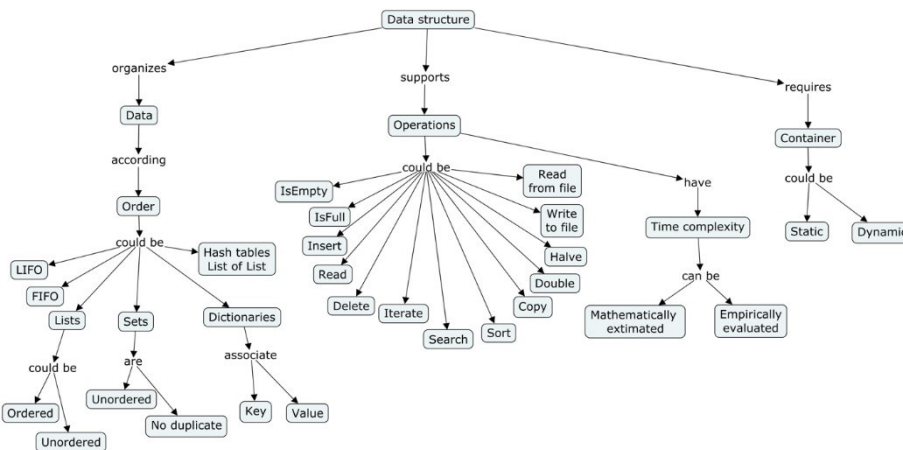 Data structure
organizes
supports
requires
Data
Operations
Container
according
could be
Read
from file
have
could be
IsEmpty
Order
IsFull
Write
to file
Time complexity
Static
Dynamic
could be
Hash tables
List of List
Insert
Halve
LIFO
Read
Double
can be
FIFO
Delete
Iterate
Copy
Lists
Sets
Dictionaries
Search
Sort
Mathematically
extimated
Empirically
evaluated
could be
are
associate
Ordered
Unordered
Key
Value
Unordered
No duplicate